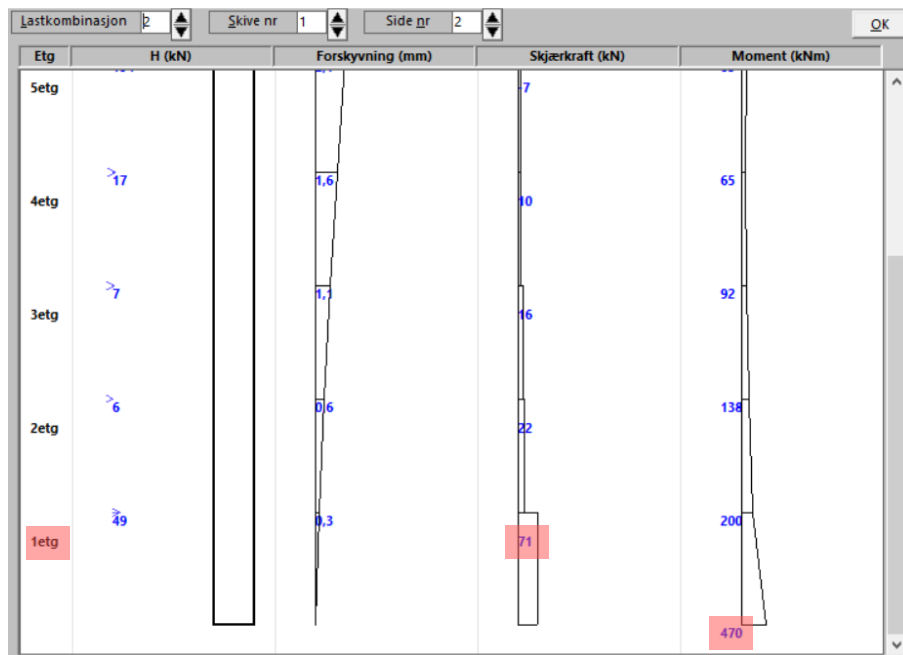 Lastkombinasjon 2 Skive nr 1 Side nr 2 OK
Etg H (kN) Forskyvning (mm) Skjærkraft (kN) Moment (kNm)
5etg -7
17 1,6 65
4etg 10
7 1,1 92
3etg 16
6 0,6 138
2etg 22
49 0,3 200
1etg 71
470